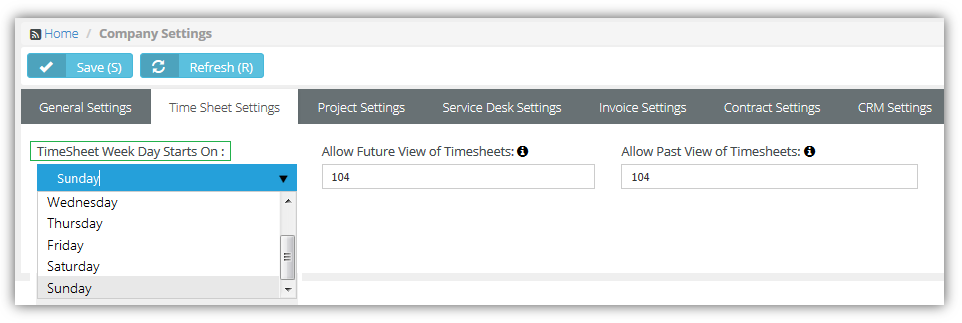 Home / Company Settings
Save (S) Refresh (R)
General Settings Time Sheet Settings Project Settings Service Desk Settings Invoice Settings Contract Settings CRM Settings
TimeSheet Week Day Starts On : Allow Future View of Timesheets: Allow Past View of Timesheets:
Sunday 104 104
Wednesday
Thursday
Friday
Saturday
Sunday